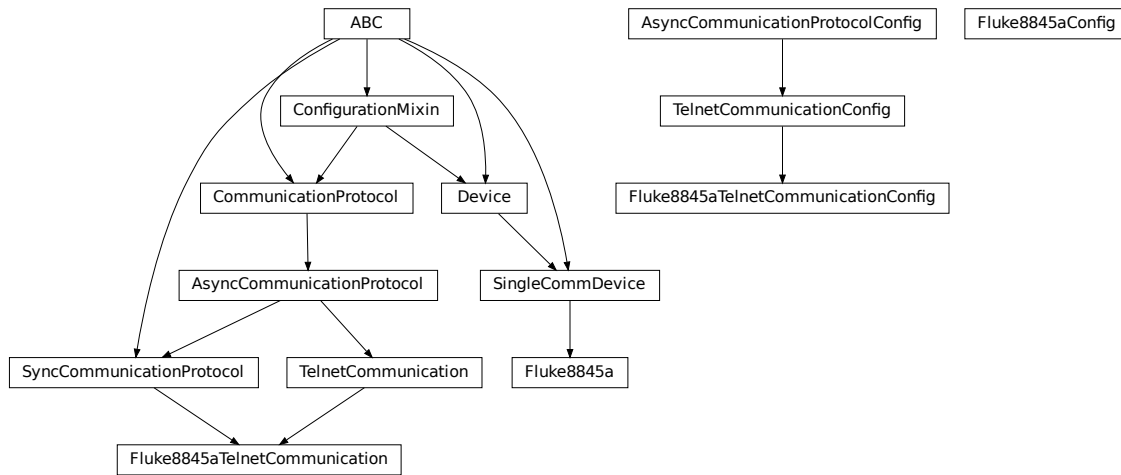 ABC
AsyncCommunicationProtocolConfig
Fluke8845aConfig
ConfigurationMixin
TelnetCommunicationConfig
CommunicationProtocol
Device
Fluke8845aTelnetCommunicationConfig
AsyncCommunicationProtocol
SingleCommDevice
SyncCommunicationProtocol
TelnetCommunication
Fluke8845a
Fluke8845aTelnetCommunication